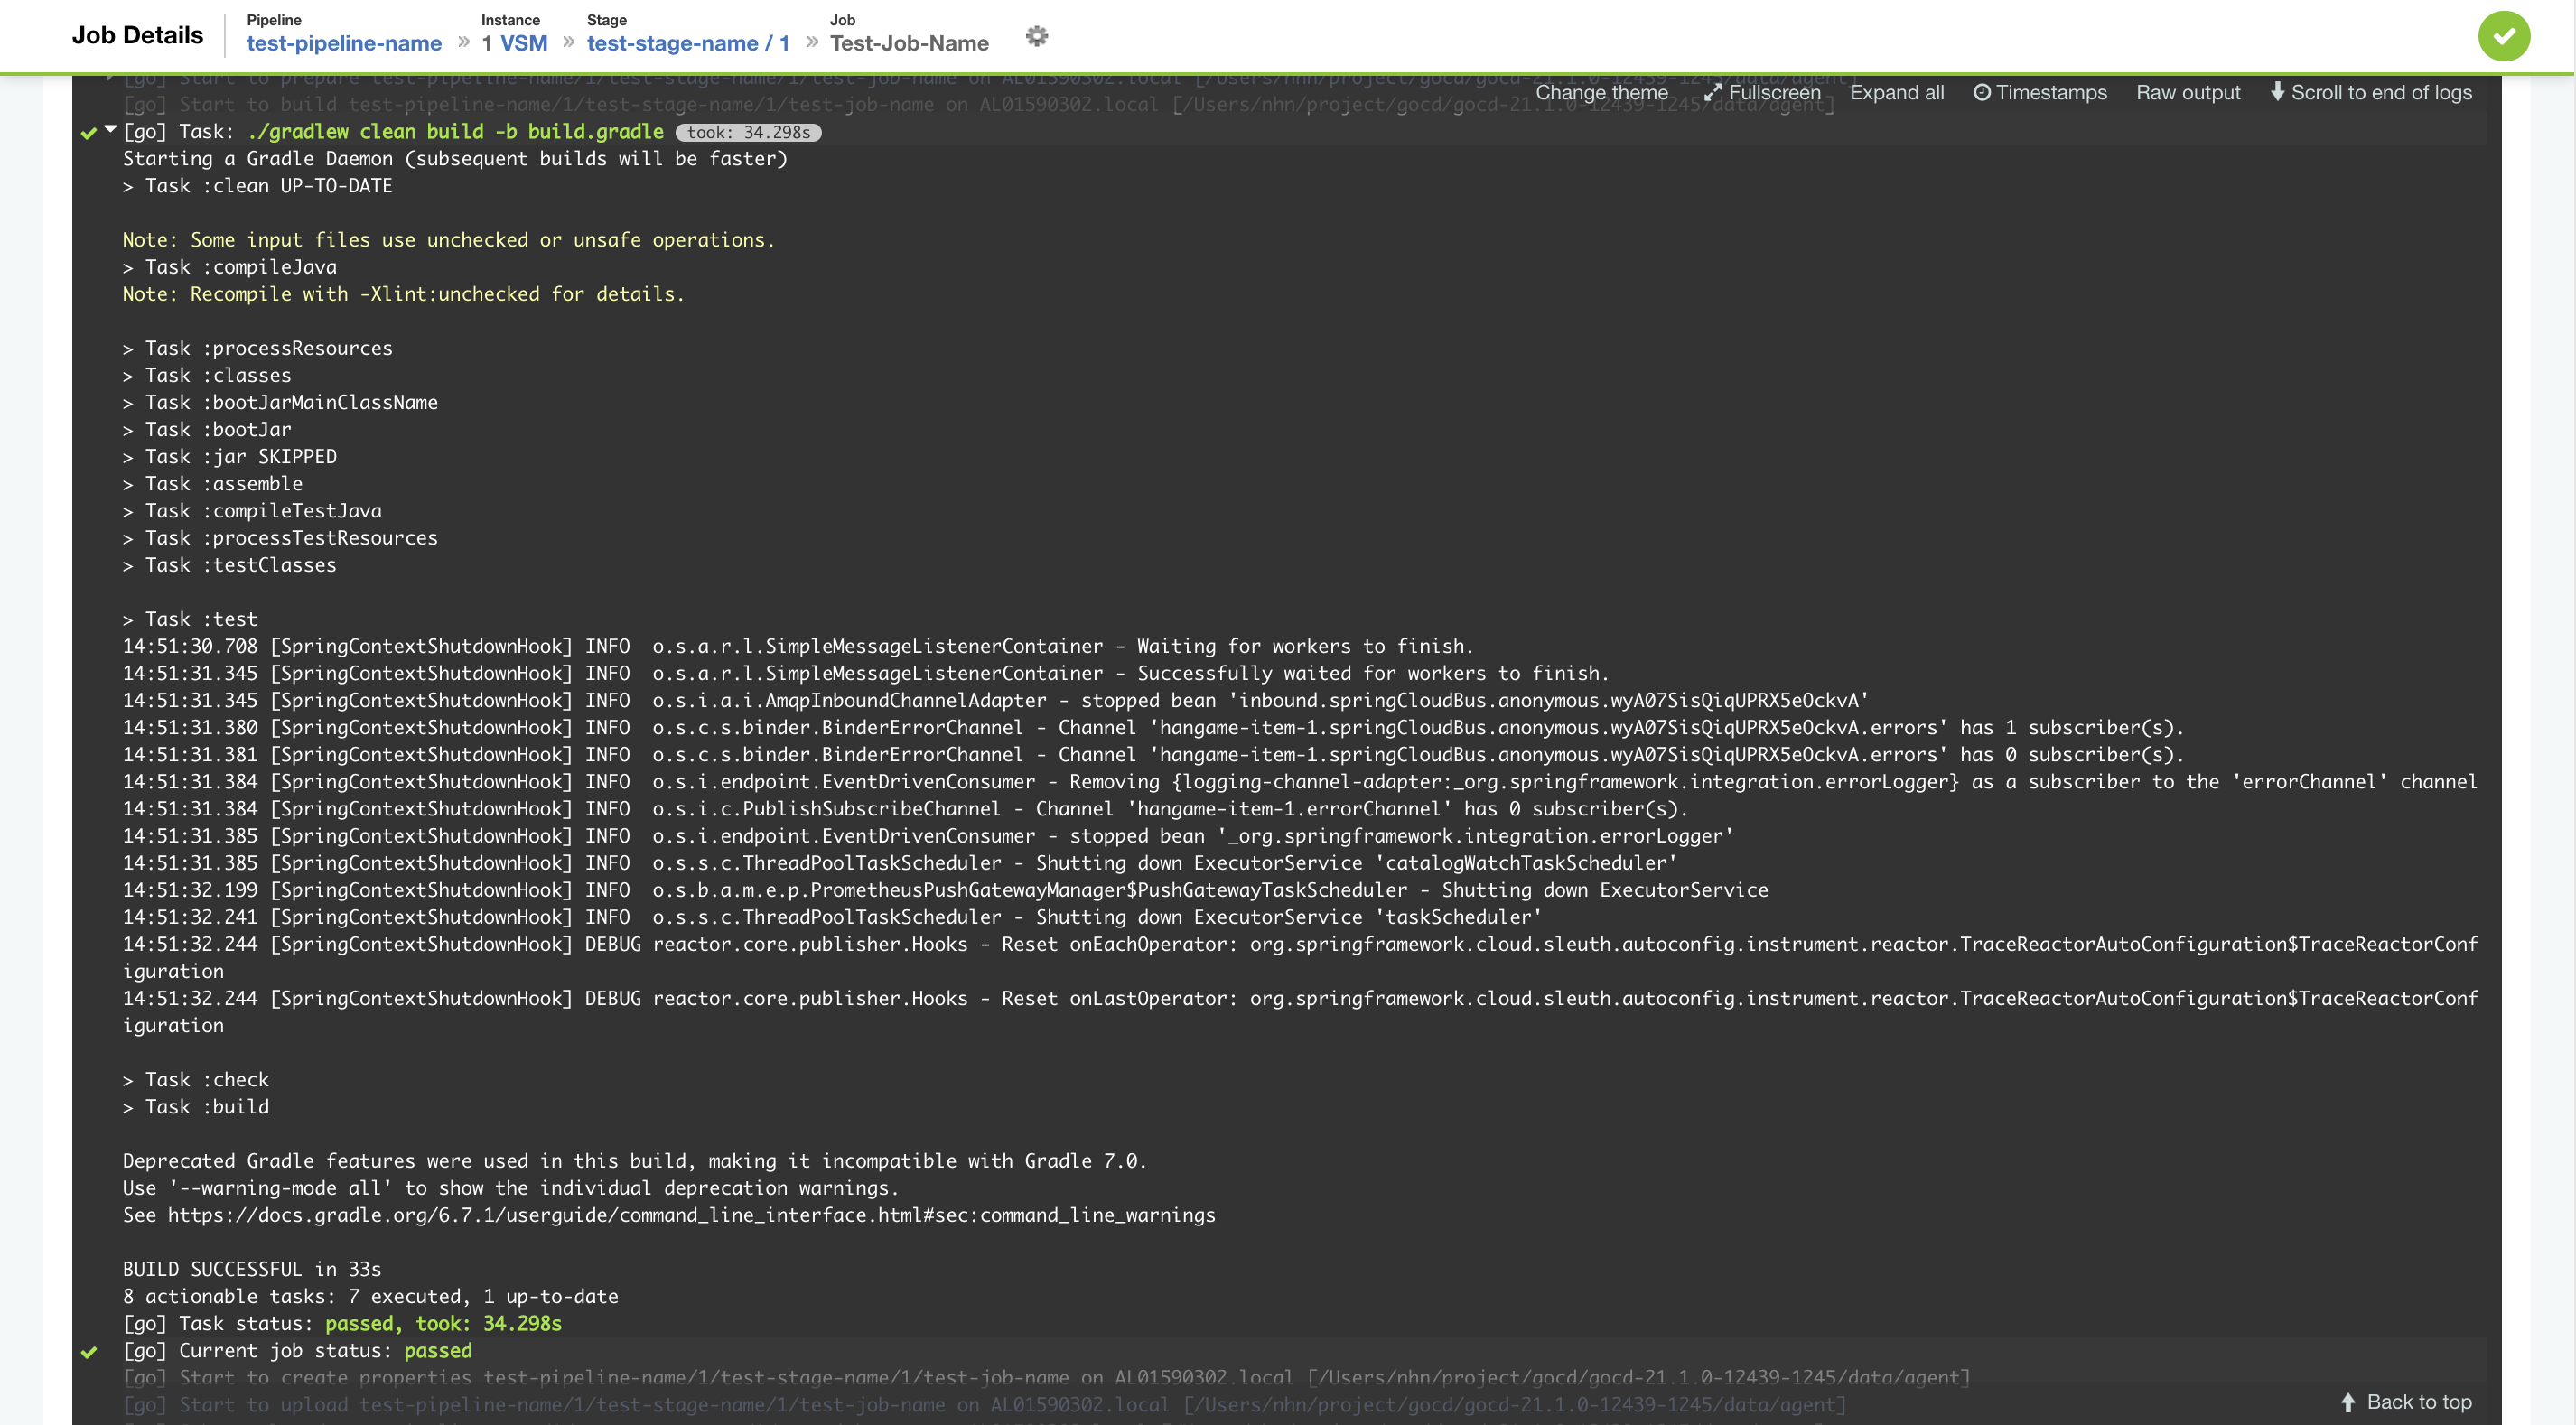 Job Details
Pipeline
test-pipeline-name
Instance
1 VSM
Stage
test-stage-name / 1
Job
Test-Job-Name
[go] Start to prepare test-pipeline-name/1/test-stage-name/1/test-job-name on AL01590302.local [/Users/nhn/project/gocd/gocd-21.1.0-12439-1245/data/agent]
[go] Start to build test-pipeline-name/1/test-stage-name/1/test-job-name on AL01590302.local [/Users/nhn/project/gocd/gocd-21.1.0-12439-1245/data/agent]
Change theme Fullscreen Expand all Timestamps Raw output Scroll to end of logs
[go] Task: ./gradlew clean build -b build.gradle took: 34.298s
Starting a Gradle Daemon (subsequent builds will be faster)
> Task :clean UP-TO-DATE
Note: Some input files use unchecked or unsafe operations.
> Task :compileJava
Note: Recompile with -Xlint:unchecked for details.
> Task :processResources
> Task :classes
> Task :bootJarMainClassName
> Task :bootJar
> Task :jar SKIPPED
> Task :assemble
> Task :compileTestJava
> Task :processTestResources
> Task :testClasses
> Task :test
14:51:30.708 [SpringContextShutdownHook] INFO  o.s.a.r.l.SimpleMessageListenerContainer - Waiting for workers to finish.
14:51:31.345 [SpringContextShutdownHook] INFO  o.s.a.r.l.SimpleMessageListenerContainer - Successfully waited for workers to finish.
14:51:31.345 [SpringContextShutdownHook] INFO  o.s.i.a.i.AmqpInboundChannelAdapter - stopped bean 'inbound.springCloudBus.anonymous.wyA07SisQiqUPRX5eOckvA'
14:51:31.380 [SpringContextShutdownHook] INFO  o.s.c.s.binder.BinderErrorChannel - Channel 'hangame-item-1.springCloudBus.anonymous.wyA07SisQiqUPRX5eOckvA.errors' has 1 subscriber(s).
14:51:31.381 [SpringContextShutdownHook] INFO  o.s.c.s.binder.BinderErrorChannel - Channel 'hangame-item-1.springCloudBus.anonymous.wyA07SisQiqUPRX5eOckvA.errors' has 0 subscriber(s).
14:51:31.384 [SpringContextShutdownHook] INFO  o.s.i.endpoint.EventDrivenConsumer - Removing {logging-channel-adapter:_org.springframework.integration.errorLogger} as a subscriber to the 'errorChannel' channel
14:51:31.384 [SpringContextShutdownHook] INFO  o.s.i.c.PublishSubscribeChannel - Channel 'hangame-item-1.errorChannel' has 0 subscriber(s).
14:51:31.385 [SpringContextShutdownHook] INFO  o.s.i.endpoint.EventDrivenConsumer - stopped bean '_org.springframework.integration.errorLogger'
14:51:31.385 [SpringContextShutdownHook] INFO  o.s.s.c.ThreadPoolTaskScheduler - Shutting down ExecutorService 'catalogWatchTaskScheduler'
14:51:32.199 [SpringContextShutdownHook] INFO  o.s.b.a.m.e.p.PrometheusPushGatewayManager$PushGatewayTaskScheduler - Shutting down ExecutorService
14:51:32.241 [SpringContextShutdownHook] INFO  o.s.s.c.ThreadPoolTaskScheduler - Shutting down ExecutorService 'taskScheduler'
14:51:32.244 [SpringContextShutdownHook] DEBUG reactor.core.publisher.Hooks - Reset onEachOperator: org.springframework.cloud.sleuth.autoconfig.instrument.reactor.TraceReactorAutoConfiguration$TraceReactorConf
iguration
14:51:32.244 [SpringContextShutdownHook] DEBUG reactor.core.publisher.Hooks - Reset onLastOperator: org.springframework.cloud.sleuth.autoconfig.instrument.reactor.TraceReactorAutoConfiguration$TraceReactorConf
iguration
> Task :check
> Task :build
Deprecated Gradle features were used in this build, making it incompatible with Gradle 7.0.
Use '--warning-mode all' to show the individual deprecation warnings.
See https://docs.gradle.org/6.7.1/userguide/command_line_interface.html#sec:command_line_warnings
BUILD SUCCESSFUL in 33s
8 actionable tasks: 7 executed, 1 up-to-date
[go] Task status: passed, took: 34.298s
[go] Current job status: passed
[go] Start to create properties test-pipeline-name/1/test-stage-name/1/test-job-name on AL01590302.local [/Users/nhn/project/gocd/gocd-21.1.0-12439-1245/data/agent]
[go] Start to upload test-pipeline-name/1/test-stage-name/1/test-job-name on AL01590302.local [/Users/nhn/project/gocd/gocd-21.1.0-12439-1245/data/agent]
Back to top